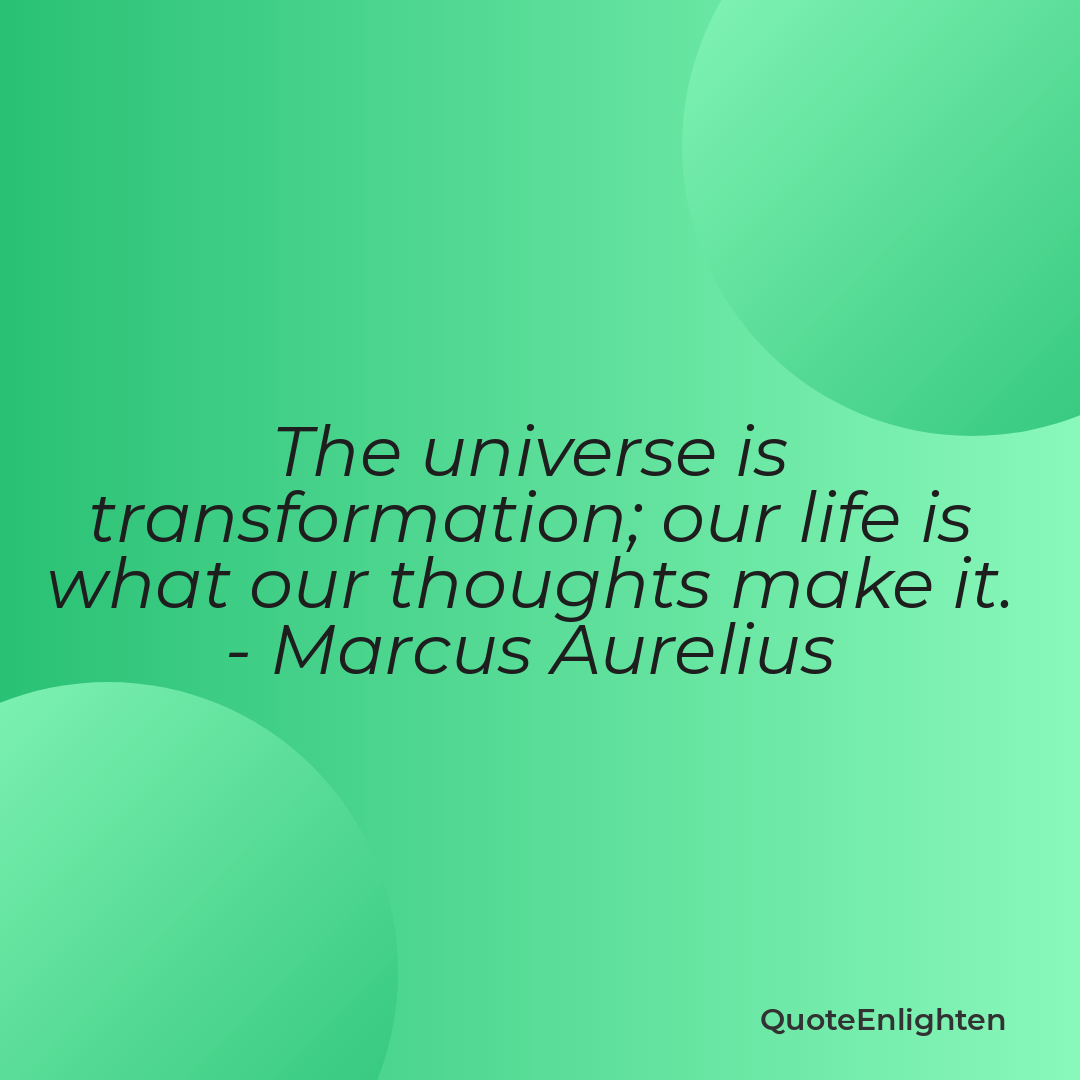 The universe is
transformation; our life is
what our thoughts make it.
- Marcus Aurelius
QuoteEnlighten